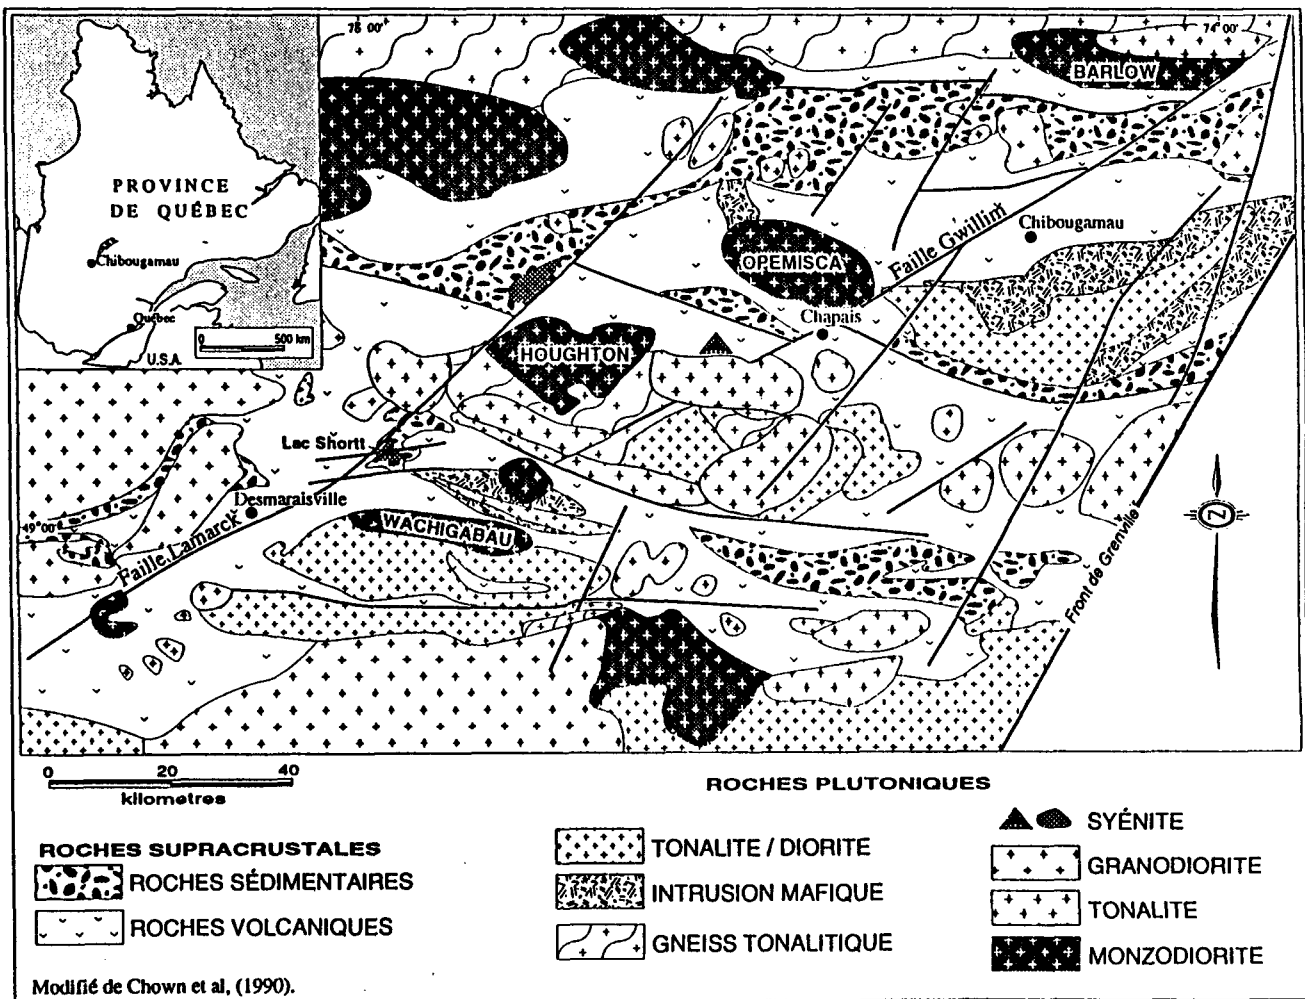 75°00'
74°00'
BARLOW
PROVINCE
DE QUÉBEC
Chibougamau
Québec
0 500 km
U.S.A.
Faille Gwillim
Chibougamau
OPEMISCA
Chapais
HOUGHTON
Lac Shortt
Desmaraisville
49°00'
Faille Lamarck
WACHIGABAU
Front de Grenville
N
0 20 40
kilometres
ROCHES PLUTONIQUES
ROCHES SUPRACRUSTALES
ROCHES SÉDIMENTAIRES
ROCHES VOLCANIQUES
TONALITE / DIORITE
INTRUSION MAFIQUE
GNEISS TONALITIQUE
SYÉNITE
GRANODIORITE
TONALITE
MONZODIORITE
Modifié de Chown et al, (1990).